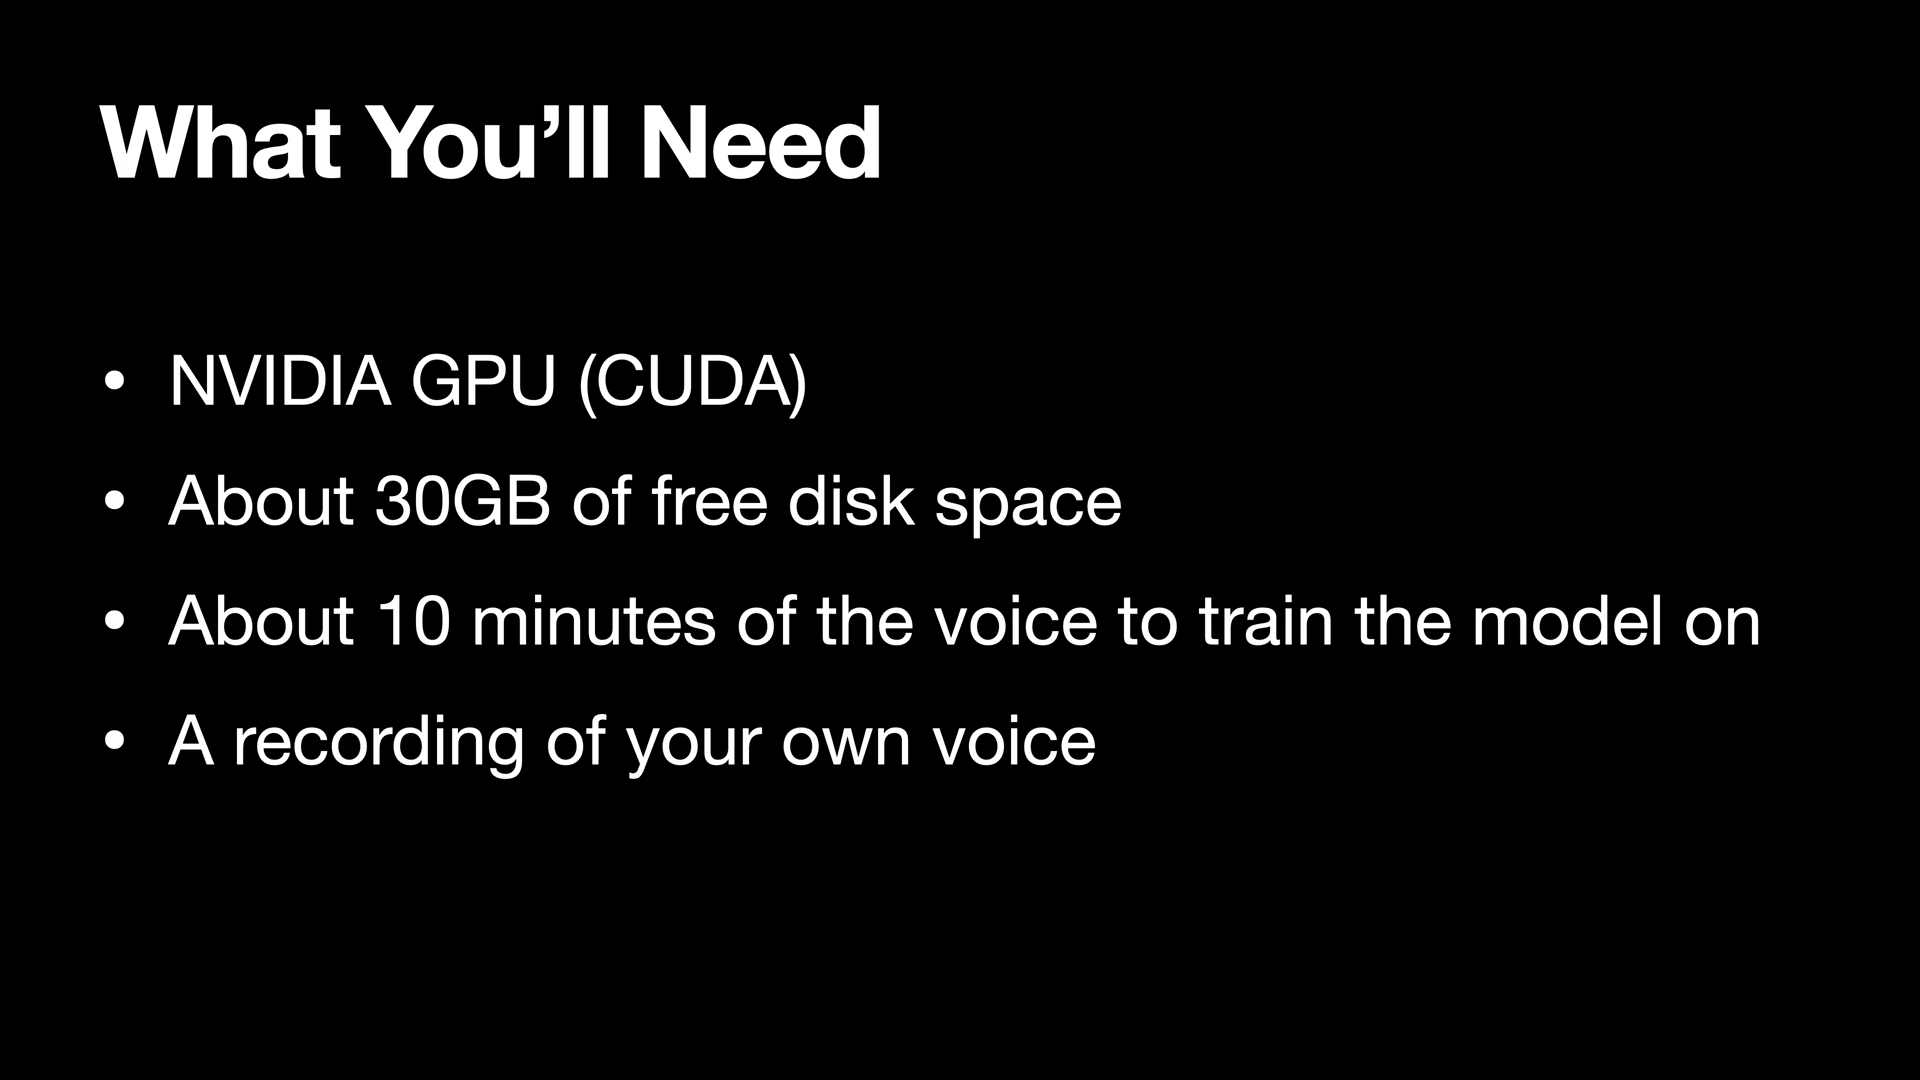 What You’ll Need
• NVIDIA GPU (CUDA)
• About 30GB of free disk space
• About 10 minutes of the voice to train the model on
• A recording of your own voice